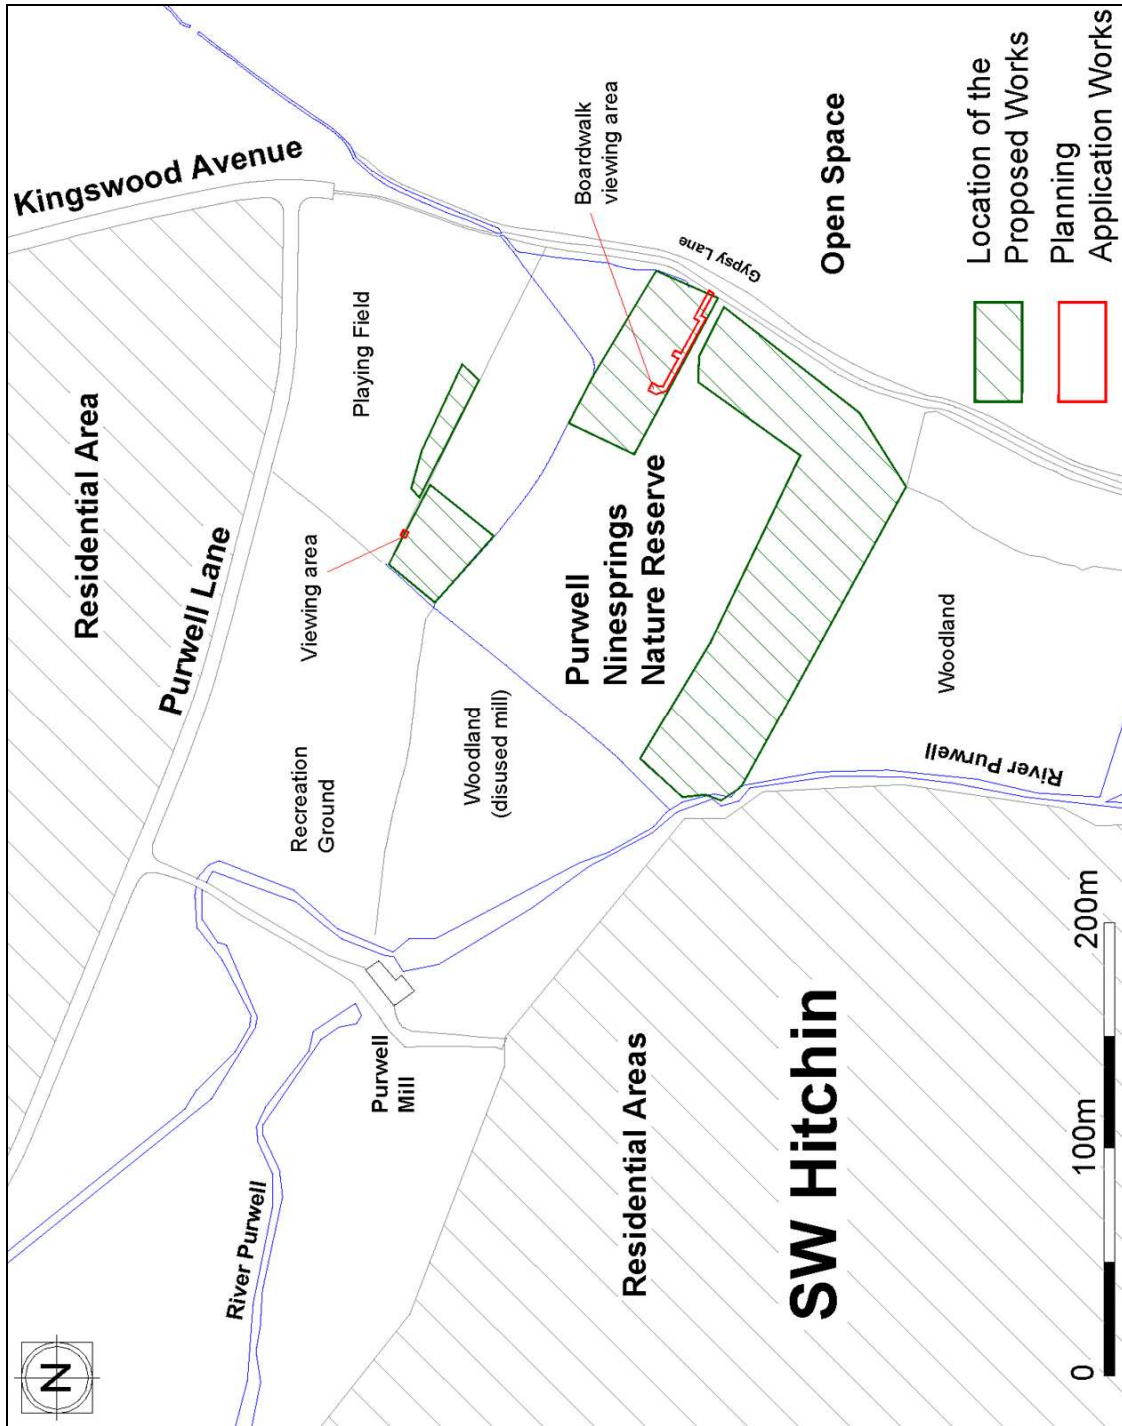 Kingswood Avenue
Residential Area
Purwell Lane
Playing Field
Viewing area
Boardwalk
viewing area
Gypsy Lane
Open Space
Recreation
Ground
Woodland
(disused mill)
Purwell
Ninesprings
Nature Reserve
Woodland
River Purwell
Purwell
Mill
River Purwell
Residential Areas
SW Hitchin
N
0
100m
200m
Location of the
Proposed Works
Planning
Application Works